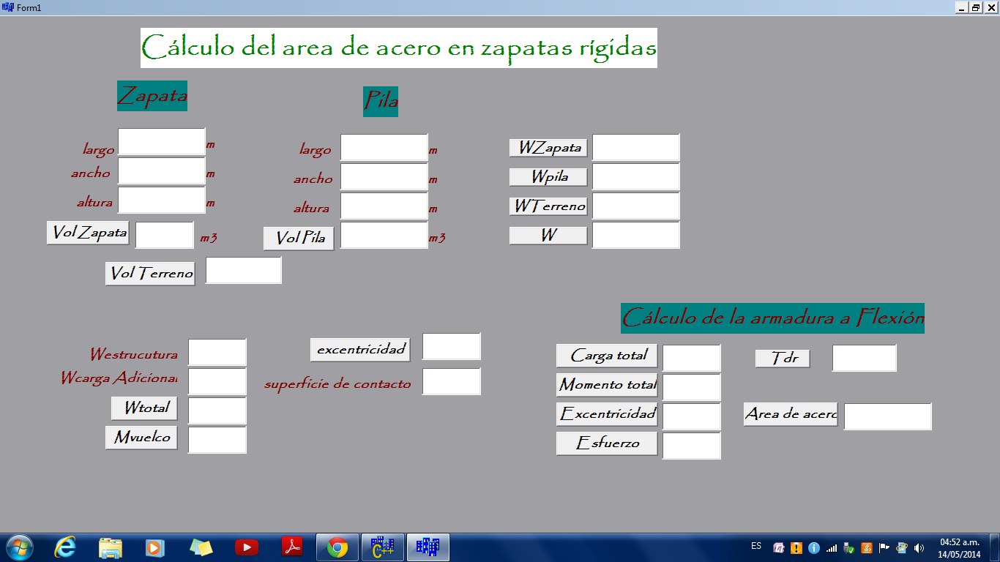 Form1
Cálculo del area de acero en zapatas rígidas
Zapata
Pila
largo m
ancho m
altura m
Vol Zapata m3
Vol Terreno
largo m
ancho m
altura m
Vol Pila m3
WZapata
Wpila
WTerreno
W
Westrucutura
Wcarga Adicional
Wtotal
Mvuelco
excentricidad
superficie de contacto
Cálculo de la armadura a Flexión
Carga total
Momento total
Excentricidad
Esfuerzo
Tdr
Area de acero
ES
04:52 a.m.
14/05/2014